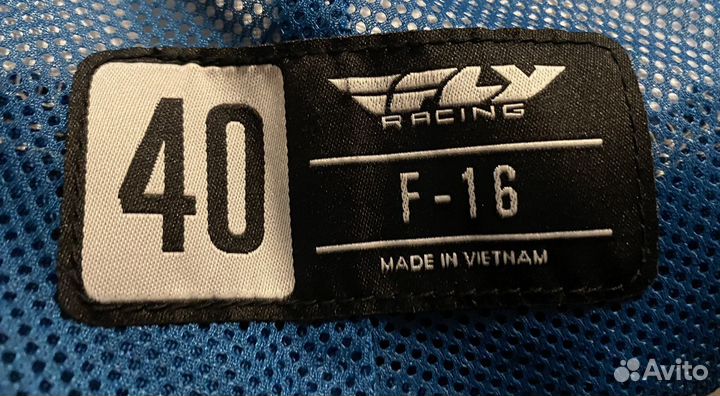 40
FLY
RACING
F-16
MADE IN VIETNAM
Avito